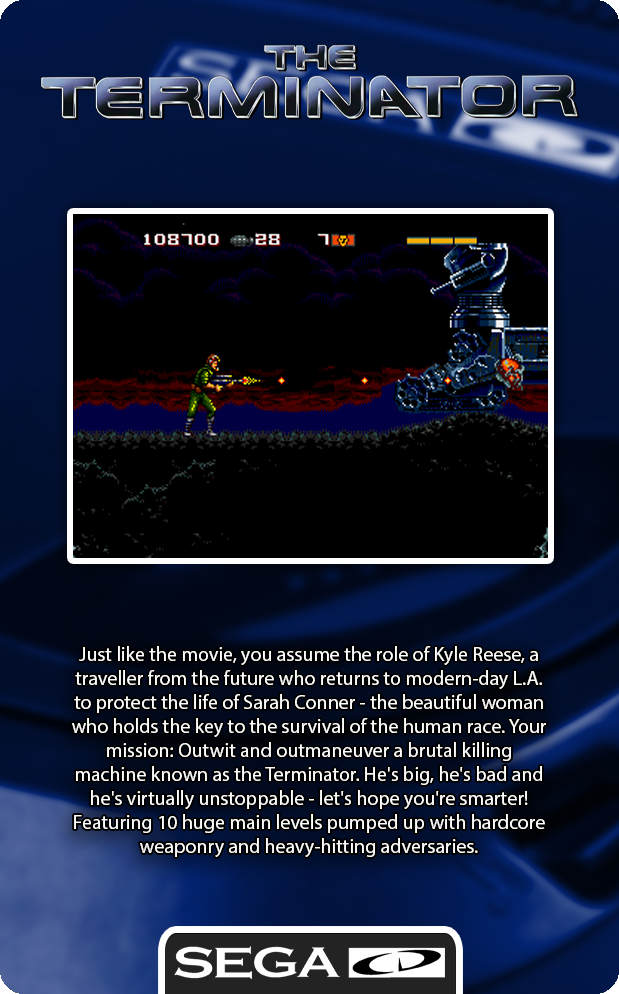 THE
TERMINATOR
SEGA CD
108700 28 7
Just like the movie, you assume the role of Kyle Reese, a
traveller from the future who returns to modern-day L.A.
to protect the life of Sarah Conner - the beautiful woman
who holds the key to the survival of the human race. Your
mission: Outwit and outmaneuver a brutal killing
machine known as the Terminator. He's big, he's bad and
he's virtually unstoppable - let's hope you're smarter!
Featuring 10 huge main levels pumped up with hardcore
weaponry and heavy-hitting adversaries.
SEGA CD